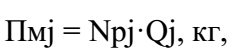 Пмj = Npj·Qj, кг,